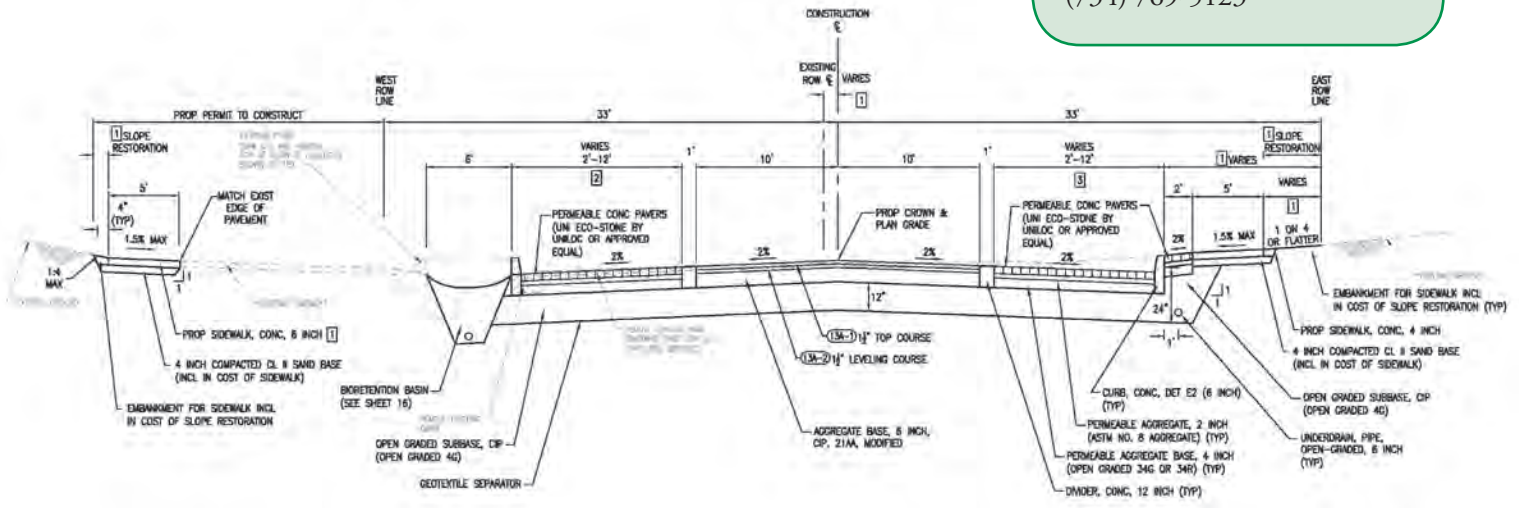 (734) 769-3123
CONSTRUCTION
℄
EXISTING
ROW ℄
VARIES
1
WEST
ROW
LINE
EAST
ROW
LINE
PROP PERMIT TO CONSTRUCT
33'
33'
1 SLOPE
RESTORATION
1 SLOPE
RESTORATION
6'
VARIES
2'-12'
2
1'
10'
10'
1'
VARIES
2'-12'
3
1 VARIES
2'
5'
VARIES
1
5'
4"
(TYP)
MATCH EXIST
EDGE OF
PAVEMENT
1.5% MAX
1:4
MAX
1
1
PERMEABLE CONC PAVERS
(UNI ECO-STONE BY
UNILOC OR APPROVED
EQUAL)
2%
2%
PROP CROWN &
PLAN GRADE
2%
PERMEABLE CONC PAVERS
(UNI ECO-STONE BY
UNILOC OR APPROVED
EQUAL)
2%
2%
1.5% MAX
1 ON 4
OR FLATTER
12"
24"
1
1
1'
EMBANKMENT FOR SIDEWALK INCL
IN COST OF SLOPE RESTORATION (TYP)
PROP SIDEWALK, CONC, 6 INCH 1
4 INCH COMPACTED CL II SAND BASE
(INCL IN COST OF SIDEWALK)
EMBANKMENT FOR SIDEWALK INCL
IN COST OF SLOPE RESTORATION
BIORETENTION BASIN
(SEE SHEET 16)
OPEN GRADED SUBBASE, CIP
(OPEN GRADED 4G)
GEOTEXTILE SEPARATOR
13A-1 1½" TOP COURSE
13A-2 1½" LEVELING COURSE
AGGREGATE BASE, 8 INCH,
CIP, 21AA, MODIFIED
CURB, CONC, DET E2 (6 INCH)
(TYP)
PERMEABLE AGGREGATE, 2 INCH
(ASTM NO. 8 AGGREGATE) (TYP)
PERMEABLE AGGREGATE BASE, 4 INCH
(OPEN GRADED 34G OR 34R) (TYP)
DIVIDER, CONC, 12 INCH (TYP)
PROP SIDEWALK, CONC, 4 INCH
4 INCH COMPACTED CL II SAND BASE
(INCL IN COST OF SIDEWALK)
OPEN GRADED SUBBASE, CIP
(OPEN GRADED 4G)
UNDERDRAIN, PIPE,
OPEN-GRADED, 6 INCH
(TYP)